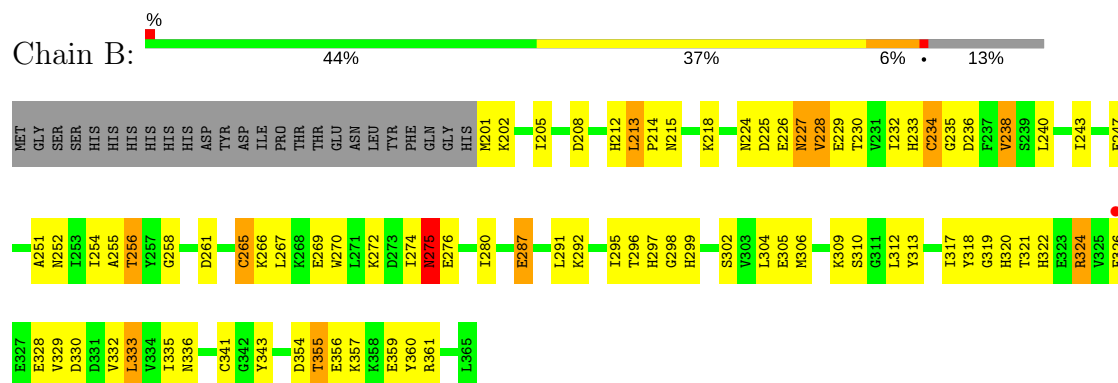 %
Chain B:
44% 37% 6% • 13%
MET GLY SER SER HIS HIS HIS HIS HIS HIS HIS ASP TYR ASP ILE PRO THR THR GLU ASN LEU TYR PHE GLN GLY HIS M201 K202 I205 D208 H212 L213 P214 N215 K218 N224 D225 E226 N227 V228 E229 T230 V231 I232 H233 C234 G235 D236 F237 V238 S239 L240 I243
A251 N252 I253 I254 A255 T256 Y257 G258 D261 C265 K266 L267 K268 E269 W270 L271 K272 D273 I274 N275 E276 I280 E287 L291 K292 I295 T296 H297 G298 H299 S302 V303 L304 E305 M306 K309 S310 G311 L312 Y313 I317 Y318 G319 H320 T321 H322 E323 R324 V325
E327 E328 V329 D330 D331 V332 L333 V334 I335 N336 C341 G342 Y343 D354 T355 E356 K357 K358 E359 Y360 R361 L365